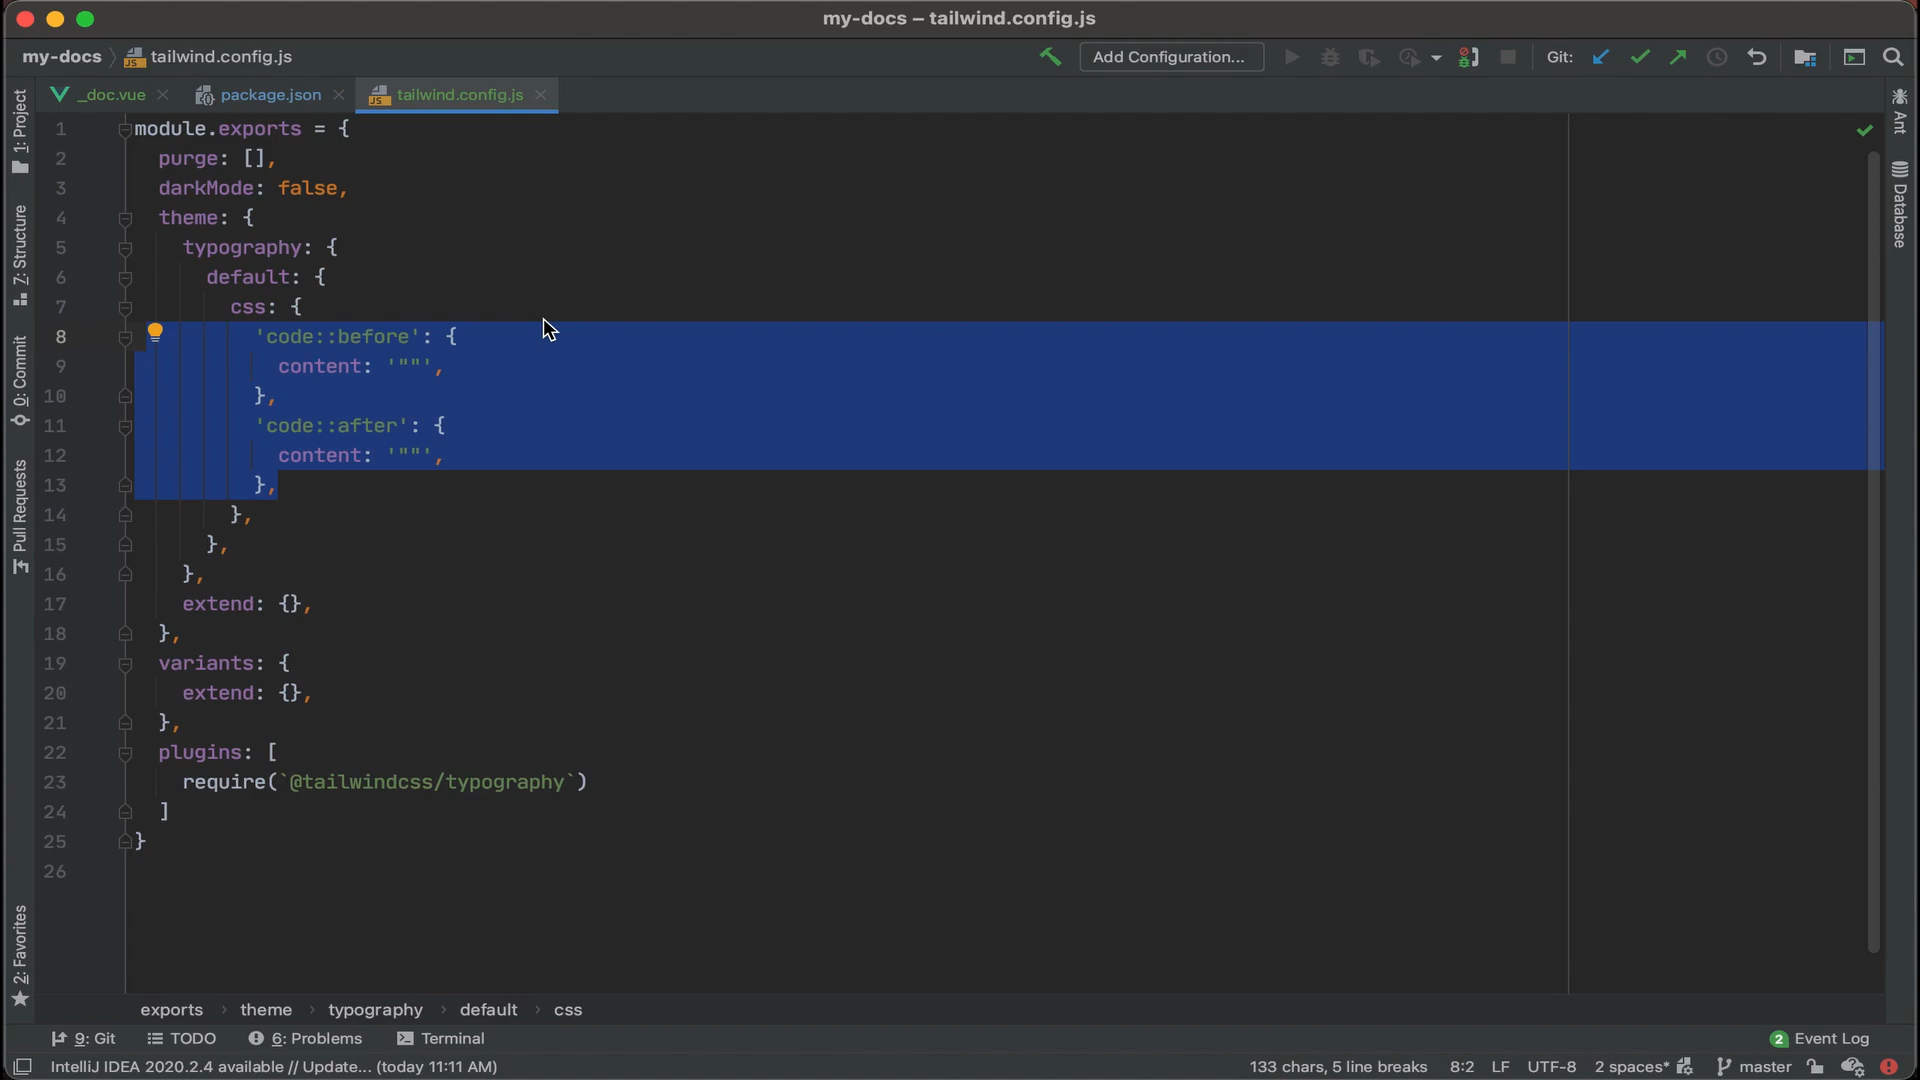 my-docs – tailwind.config.js
my-docs tailwind.config.js Add Configuration... Git:
_doc.vue package.json tailwind.config.js
1: Project
7: Structure
0: Commit
Pull Requests
2: Favorites
Ant
Database
1 module.exports = {
2 purge: [],
3 darkMode: false,
4 theme: {
5 typography: {
6 default: {
7 css: {
8 'code::before': {
9 content: '""',
10 },
11 'code::after': {
12 content: '""',
13 },
14 },
15 },
16 },
17 extend: {},
18 },
19 variants: {
20 extend: {},
21 },
22 plugins: [
23 require(`@tailwindcss/typography`)
24 ]
25 }
26
exports theme typography default css
9: Git TODO 6: Problems Terminal 2 Event Log
IntelliJ IDEA 2020.2.4 available // Update... (today 11:11 AM) 133 chars, 5 line breaks 8:2 LF UTF-8 2 spaces* master